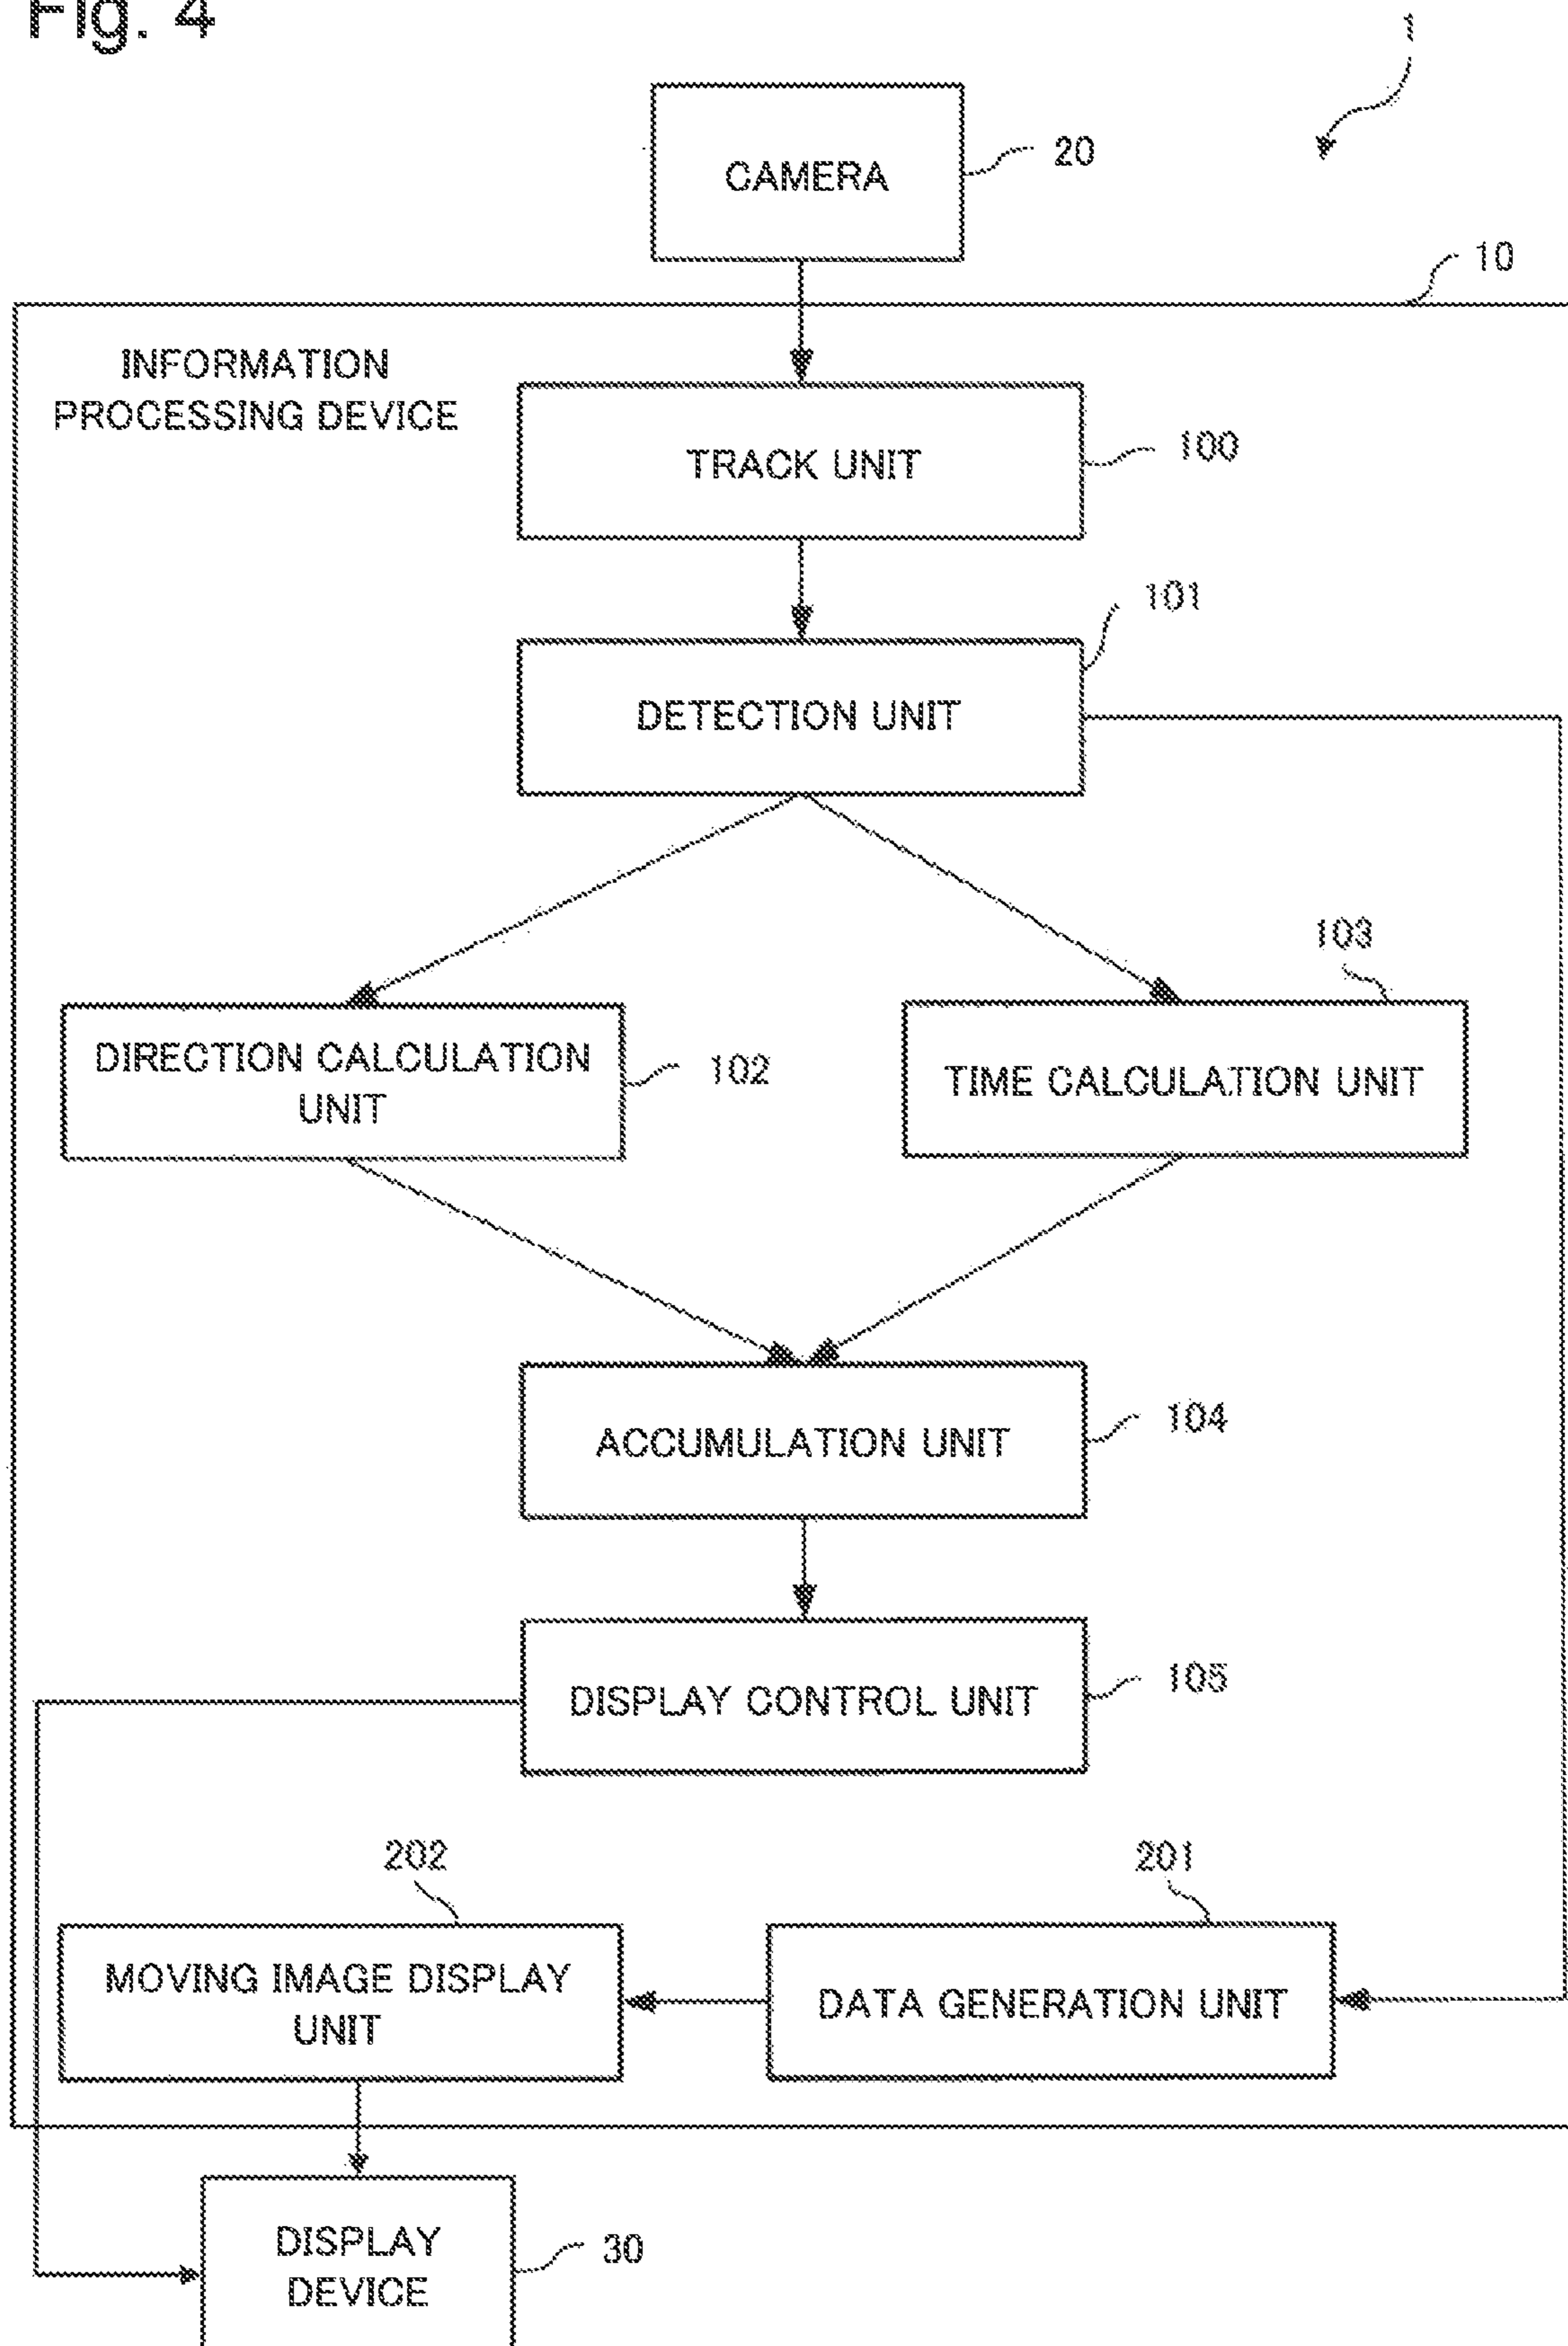 Fig. 4
1
CAMERA
20
10
INFORMATION
PROCESSING DEVICE
TRACK UNIT
100
101
DETECTION UNIT
103
DIRECTION CALCULATION
UNIT
102
TIME CALCULATION UNIT
ACCUMULATION UNIT
104
DISPLAY CONTROL UNIT
105
202
201
MOVING IMAGE DISPLAY
UNIT
DATA GENERATION UNIT
DISPLAY
DEVICE
30